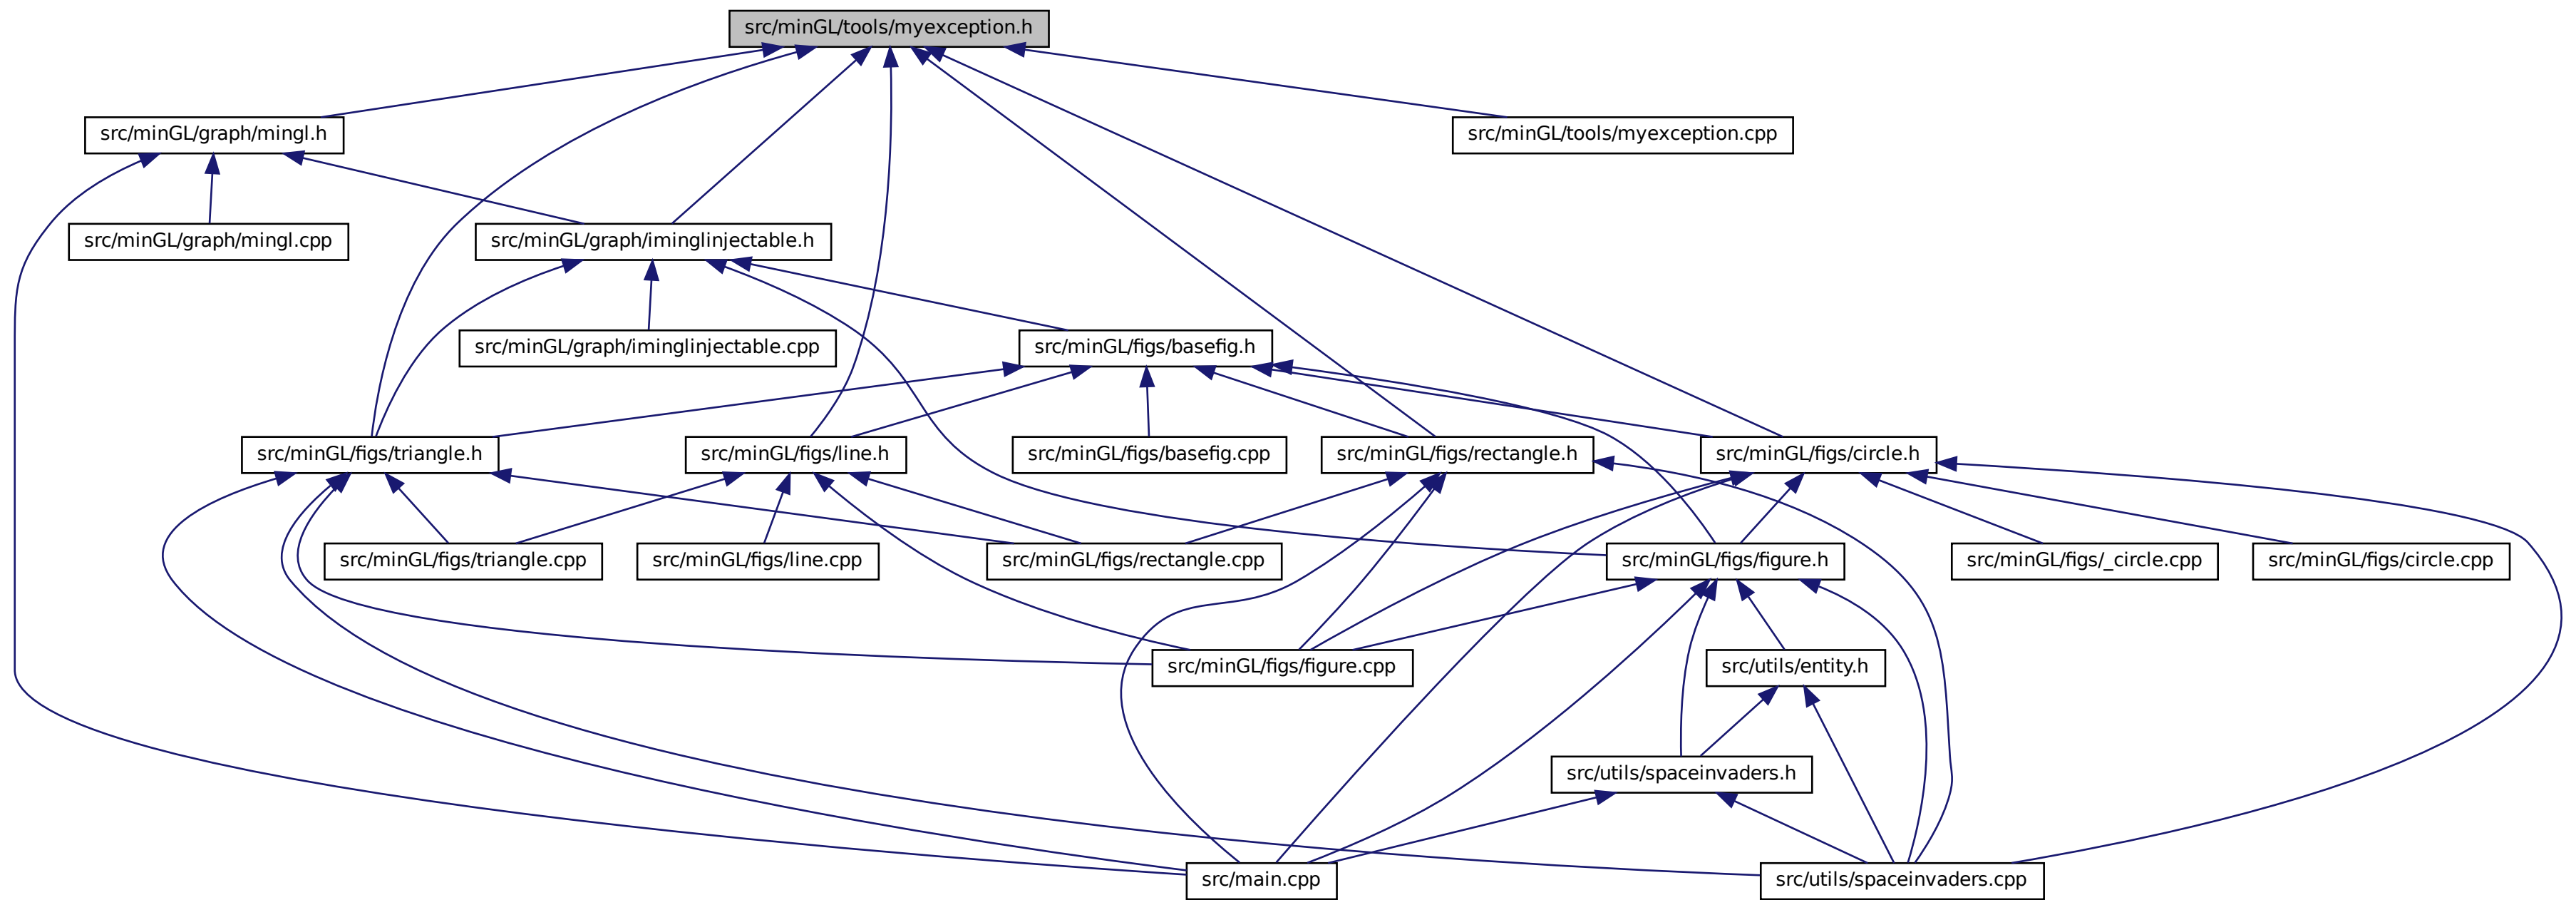 src/minGL/tools/myexception.h
src/minGL/graph/mingl.h
src/minGL/tools/myexception.cpp
src/minGL/graph/mingl.cpp
src/minGL/graph/iminglinjectable.h
src/minGL/graph/iminglinjectable.cpp
src/minGL/figs/basefig.h
src/minGL/figs/triangle.h
src/minGL/figs/line.h
src/minGL/figs/basefig.cpp
src/minGL/figs/rectangle.h
src/minGL/figs/circle.h
src/minGL/figs/triangle.cpp
src/minGL/figs/line.cpp
src/minGL/figs/rectangle.cpp
src/minGL/figs/figure.h
src/minGL/figs/_circle.cpp
src/minGL/figs/circle.cpp
src/minGL/figs/figure.cpp
src/utils/entity.h
src/utils/spaceinvaders.h
src/main.cpp
src/utils/spaceinvaders.cpp